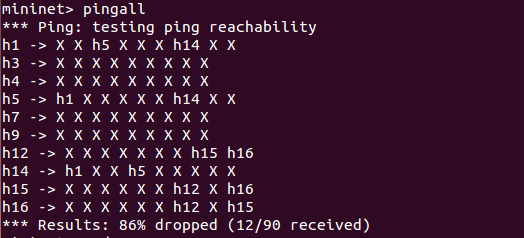 mininet> pingall
*** Ping: testing ping reachability
h1 -> X X h5 X X X h14 X X
h3 -> X X X X X X X X X
h4 -> X X X X X X X X X
h5 -> h1 X X X X X h14 X X
h7 -> X X X X X X X X X
h9 -> X X X X X X X X X
h12 -> X X X X X X X h15 h16
h14 -> h1 X X h5 X X X X X
h15 -> X X X X X X h12 X h16
h16 -> X X X X X X h12 X h15
*** Results: 86% dropped (12/90 received)